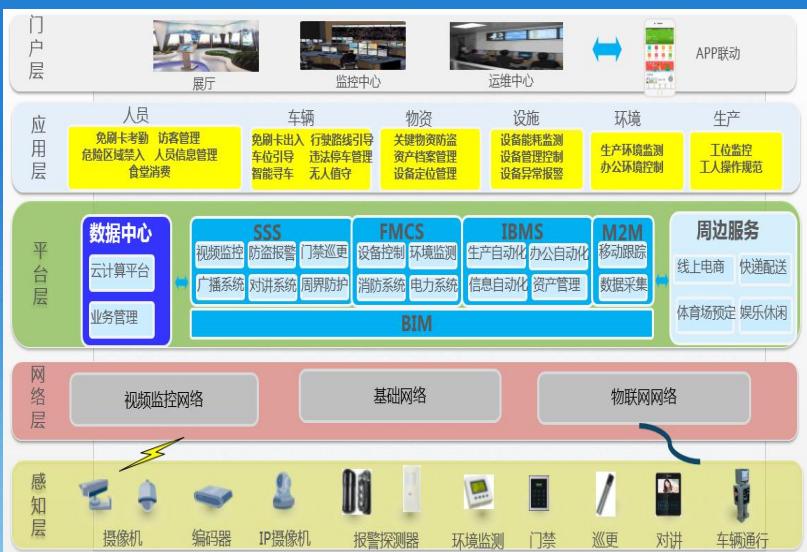 门户层
展厅
监控中心
运维中心
APP联动
应用层
人员
车辆
物资
设施
环境
生产
免刷卡考勤 访客管理
危险区域禁入 人员信息管理
食堂消费
免刷卡出入 行驶路线引导
车位引导 违法停车管理
智能寻车 无人值守
关键物资防盗
资产档案管理
设备定位管理
设备能耗监测
设备管理控制
设备异常报警
生产环境监测
办公环境控制
工位监控
工人操作规范
平台层
数据中心
云计算平台
业务管理
SSS
视频监控 防盗报警 门禁巡更
广播系统 对讲系统 周界防护
FMCS
设备控制 环境监测
消防系统 电力系统
IBMS
生产自动化 办公自动化
信息自动化 资产管理
M2M
移动跟踪
数据采集
BIM
周边服务
线上电商 快递配送
体育场预定 娱乐休闲
网络层
视频监控网络
基础网络
物联网网络
感知层
摄像机
编码器
IP摄像机
报警探测器
环境监测
门禁
巡更
对讲
车辆通行